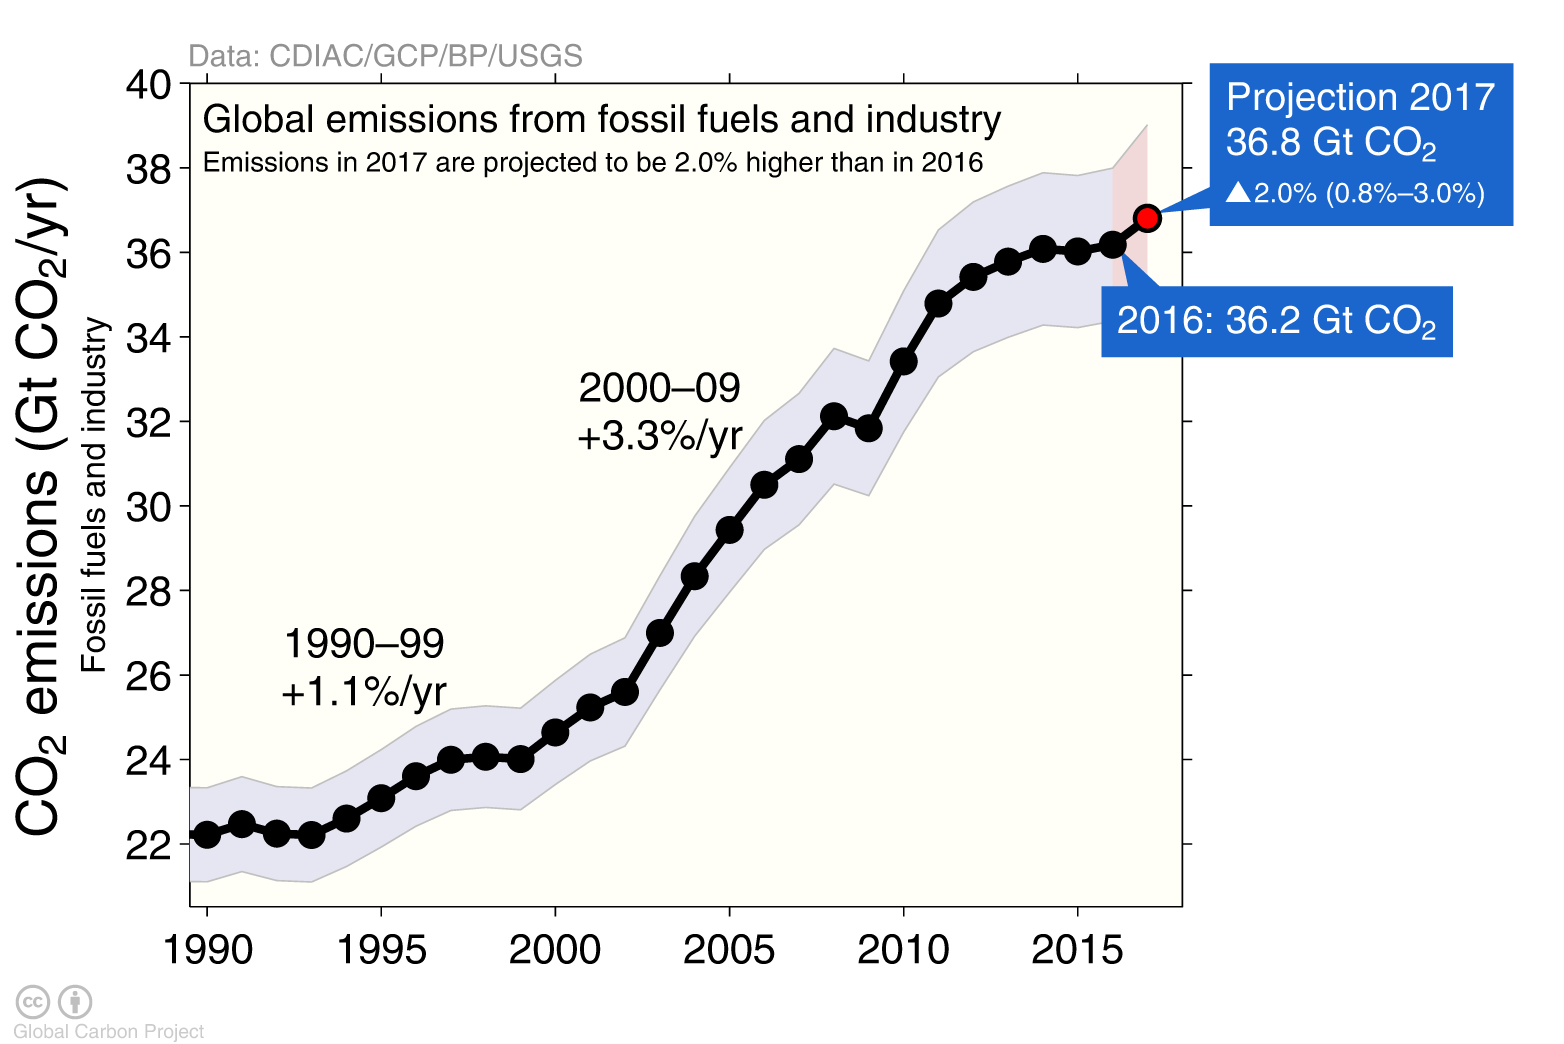 Data: CDIAC/GCP/BP/USGS
Global emissions from fossil fuels and industry
Emissions in 2017 are projected to be 2.0% higher than in 2016
Projection 2017
36.8 Gt CO₂
▲2.0% (0.8%–3.0%)
2016: 36.2 Gt CO₂
2000–09
+3.3%/yr
1990–99
+1.1%/yr
CO₂ emissions (Gt CO₂/yr)
Fossil fuels and industry
40
38
36
34
32
30
28
26
24
22
1990 1995 2000 2005 2010 2015
cc
Global Carbon Project